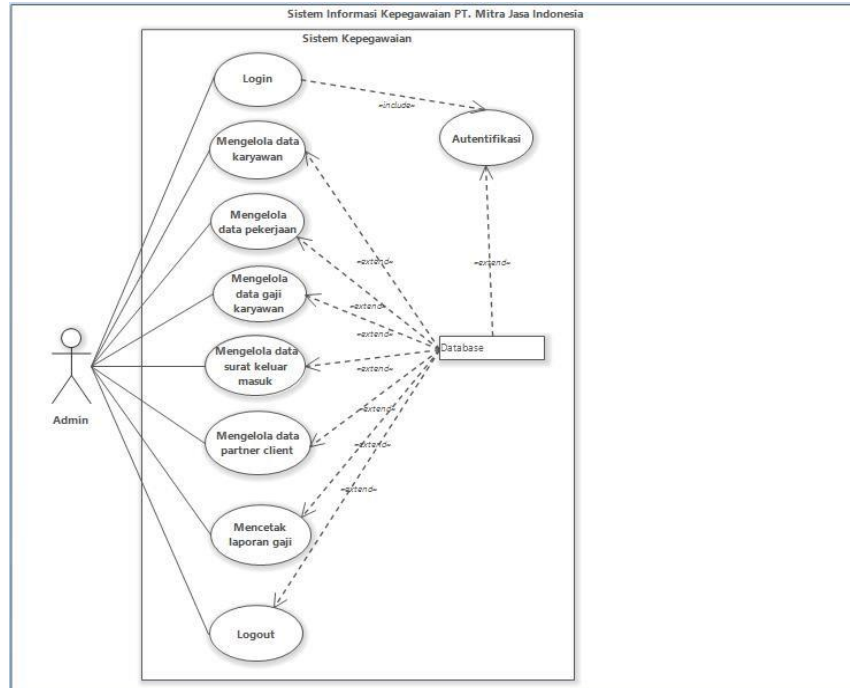 Sistem Informasi Kepegawaian PT. Mitra Jasa Indonesia
Sistem Kepegawaian
Login
«include»
Autentifikasi
Mengelola data
karyawan
Mengelola
data pekerjaan
«extend»
«extend»
Mengelola
data gaji
karyawan
«extend»
«extend»
Database
Mengelola data
surat keluar
masuk
«extend»
Admin
«extend»
Mengelola data
partner client
«extend»
«extend»
Mencetak
laporan gaji
Logout